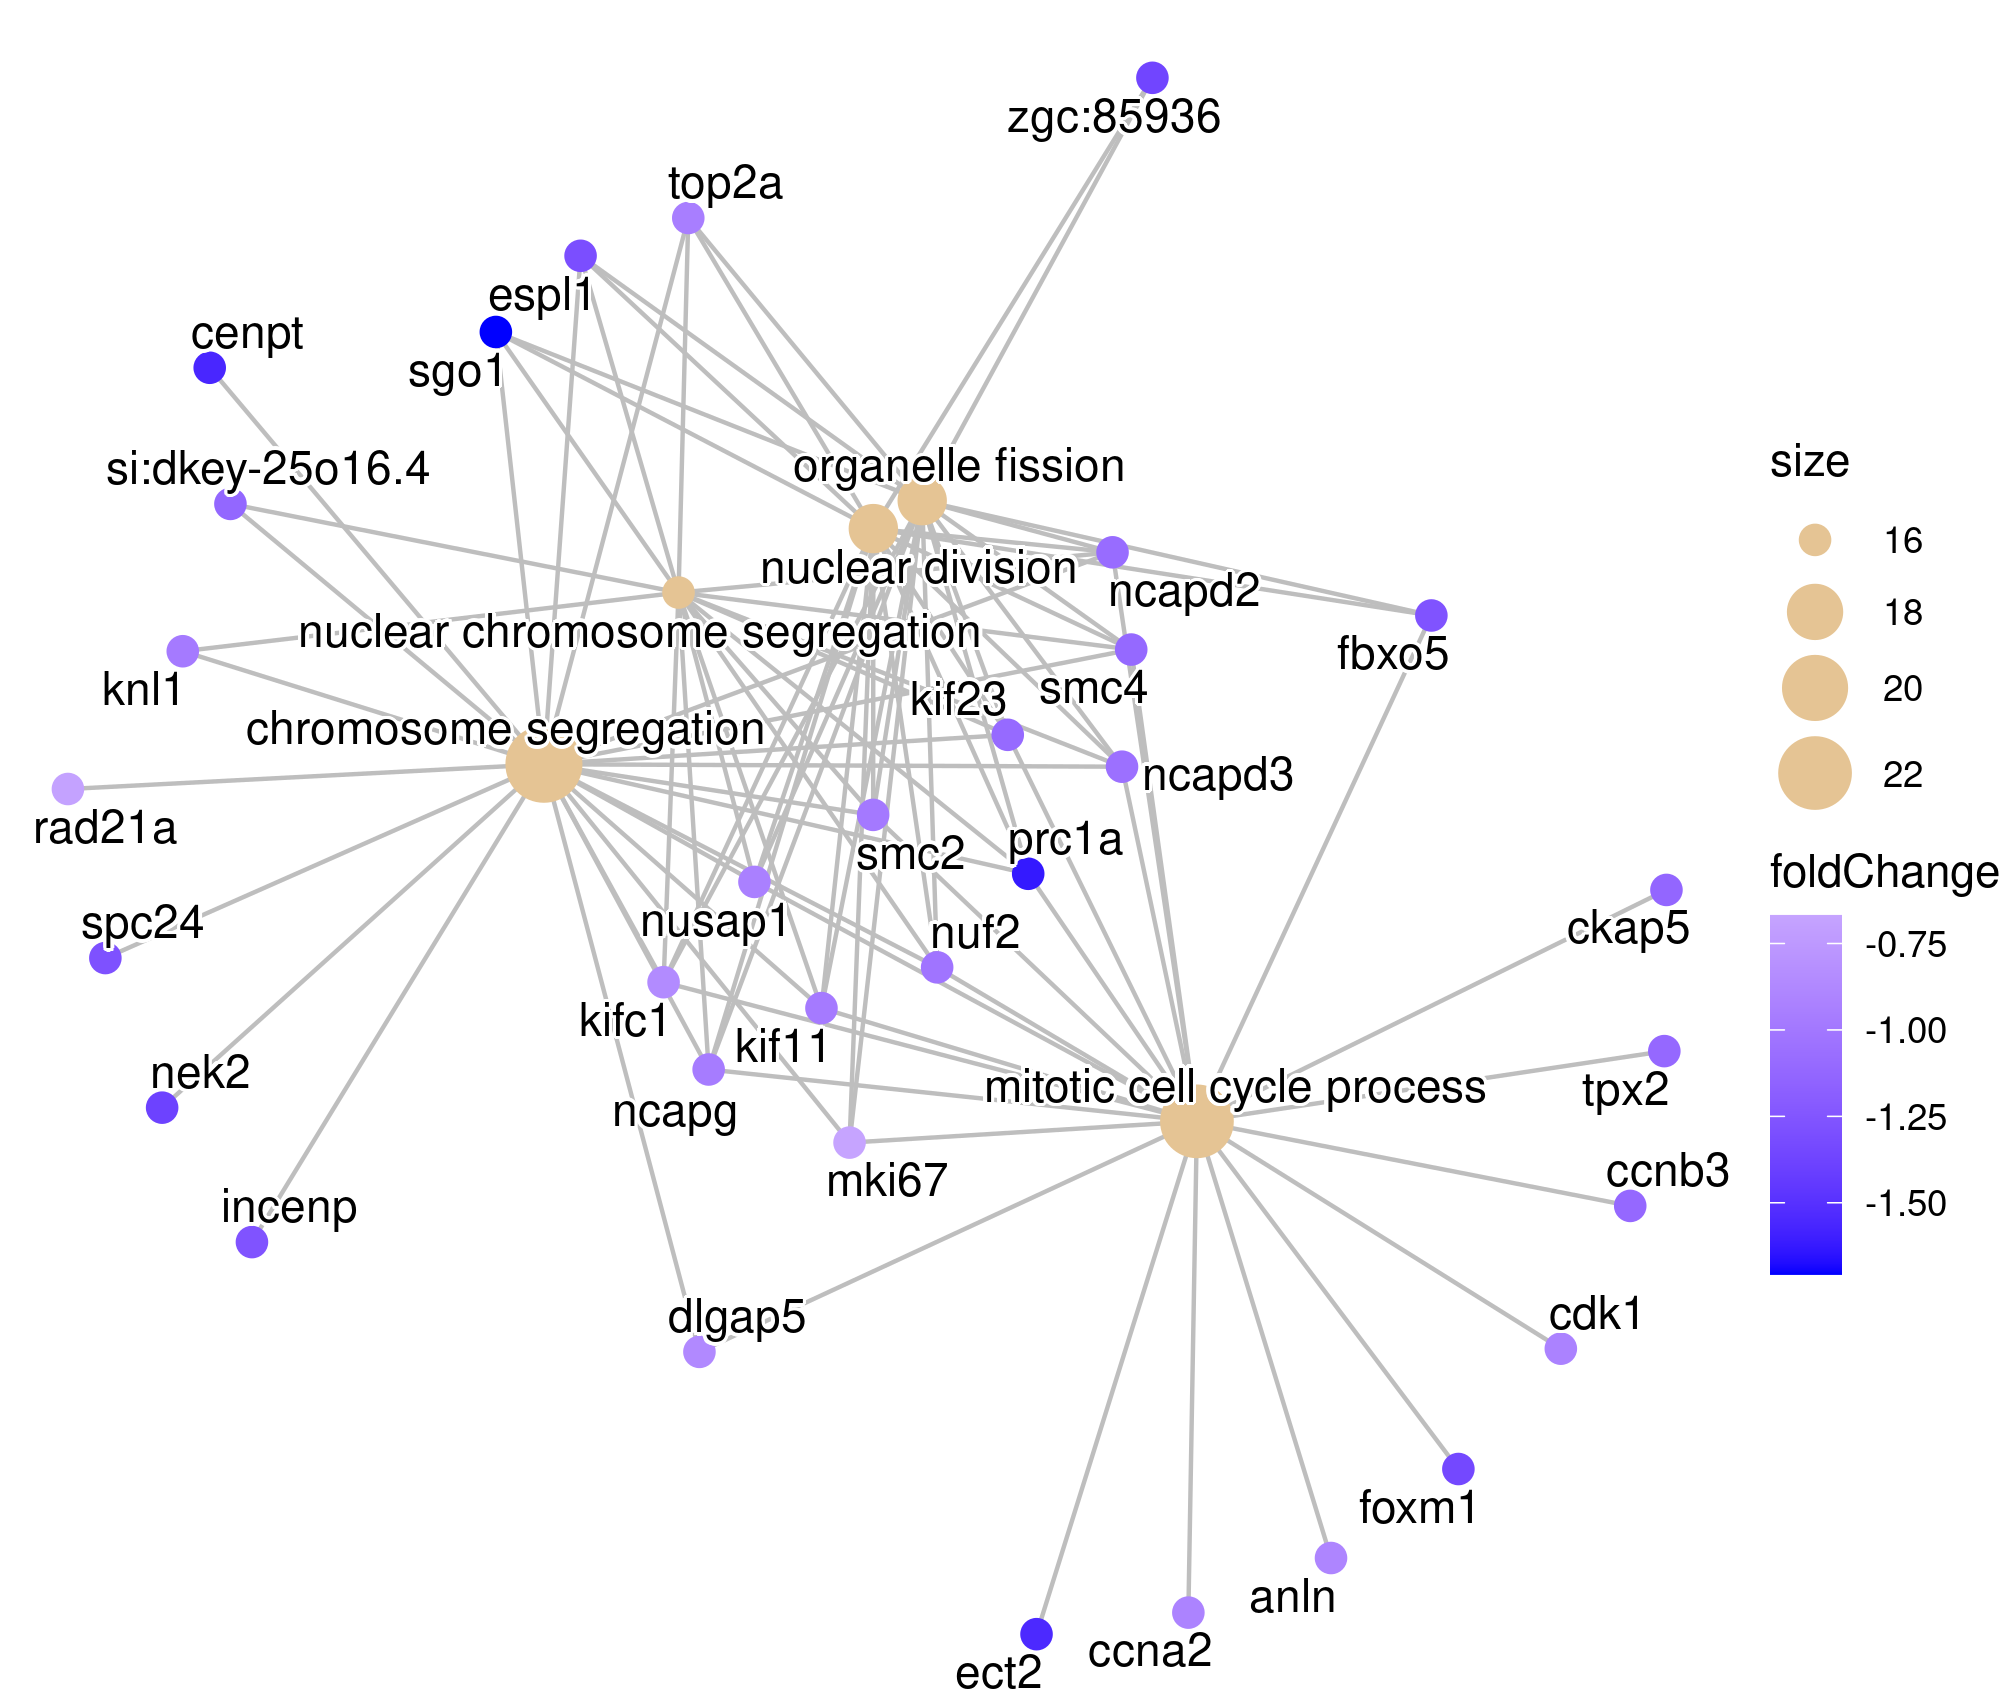 zgc:85936
top2a
espl1
cenpt
sgo1
si:dkey-25o16.4
organelle fission
nuclear division
ncapd2
nuclear chromosome segregation
fbxo5
knl1
smc4
kif23
chromosome segregation
ncapd3
rad21a
prc1a
smc2
spc24
nusap1
nuf2
ckap5
kifc1
kif11
nek2
mitotic cell cycle process
tpx2
ncapg
mki67
ccnb3
incenp
dlgap5
cdk1
foxm1
anln
ccna2
ect2
size
16
18
20
22
foldChange
-0.75
-1.00
-1.25
-1.50